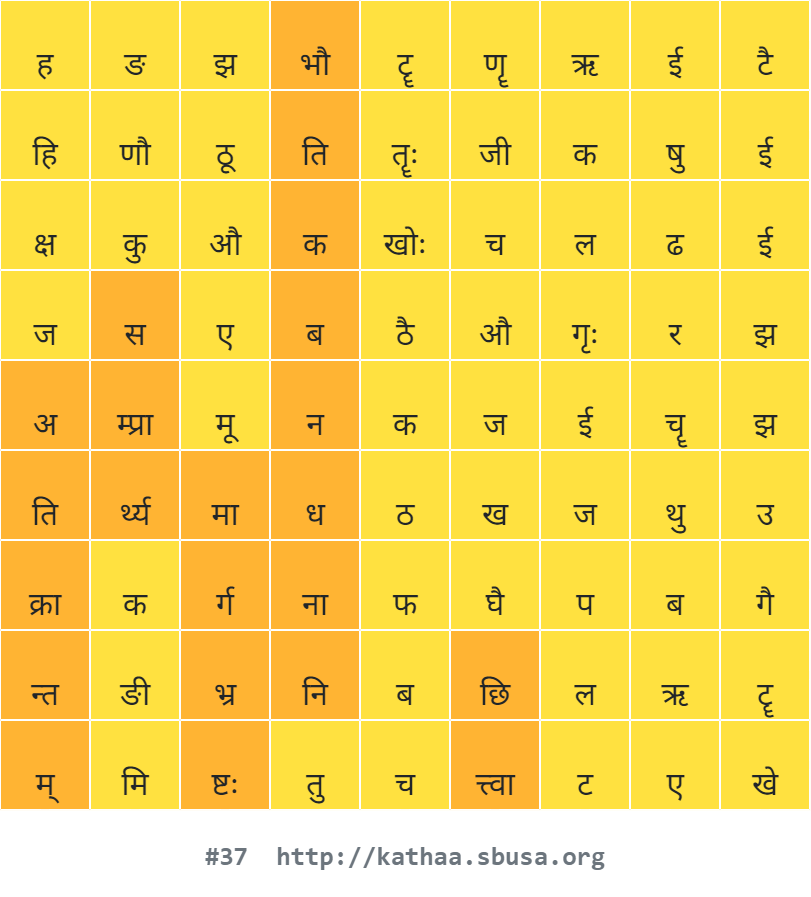 ह ङ झ भौ टॄ णॄ ऋ ई टै
हि णौ ठू ति तॄः जी क षु ई
क्ष कु औ क खोः च ल ढ ई
ज स ए ब ठै औ गृः र झ
अ म्प्रा मू न क ज ई चॄ झ
ति र्थ्य मा ध ठ ख ज थु उ
क्रा क र्ग ना फ घै प ब गै
न्त ङी भ्र नि ब छि ल ऋ टॄ
म् मि ष्टः तु च त्त्वा ट ए खे
#37 http://kathaa.sbusa.org